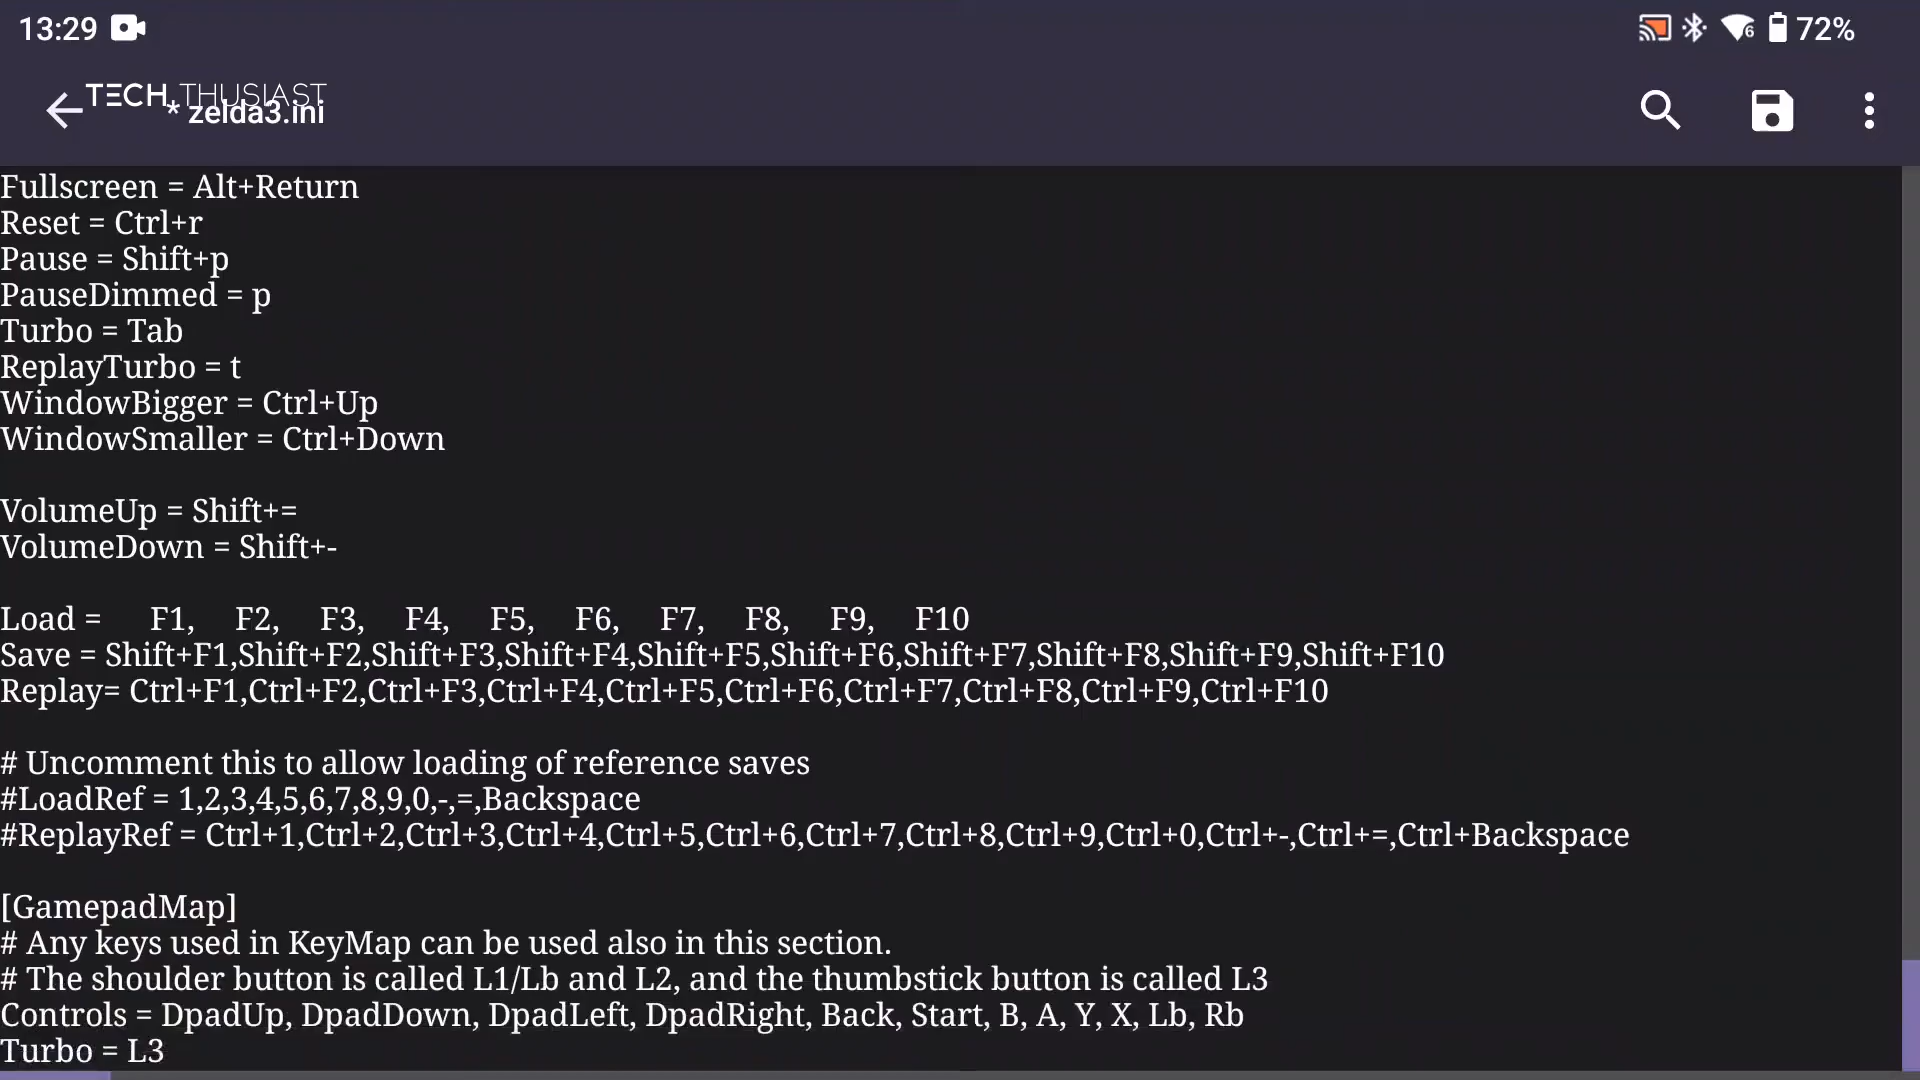 13:29
6 72%
TECH THUSIAST
* zelda3.ini
Fullscreen = Alt+Return
Reset = Ctrl+r
Pause = Shift+p
PauseDimmed = p
Turbo = Tab
ReplayTurbo = t
WindowBigger = Ctrl+Up
WindowSmaller = Ctrl+Down
VolumeUp = Shift+=
VolumeDown = Shift+-
Load =      F1,     F2,     F3,     F4,     F5,     F6,     F7,     F8,     F9,     F10
Save = Shift+F1,Shift+F2,Shift+F3,Shift+F4,Shift+F5,Shift+F6,Shift+F7,Shift+F8,Shift+F9,Shift+F10
Replay= Ctrl+F1,Ctrl+F2,Ctrl+F3,Ctrl+F4,Ctrl+F5,Ctrl+F6,Ctrl+F7,Ctrl+F8,Ctrl+F9,Ctrl+F10
# Uncomment this to allow loading of reference saves
#LoadRef = 1,2,3,4,5,6,7,8,9,0,-,=,Backspace
#ReplayRef = Ctrl+1,Ctrl+2,Ctrl+3,Ctrl+4,Ctrl+5,Ctrl+6,Ctrl+7,Ctrl+8,Ctrl+9,Ctrl+0,Ctrl+-,Ctrl+=,Ctrl+Backspace
[GamepadMap]
# Any keys used in KeyMap can be used also in this section.
# The shoulder button is called L1/Lb and L2, and the thumbstick button is called L3
Controls = DpadUp, DpadDown, DpadLeft, DpadRight, Back, Start, B, A, Y, X, Lb, Rb
Turbo = L3